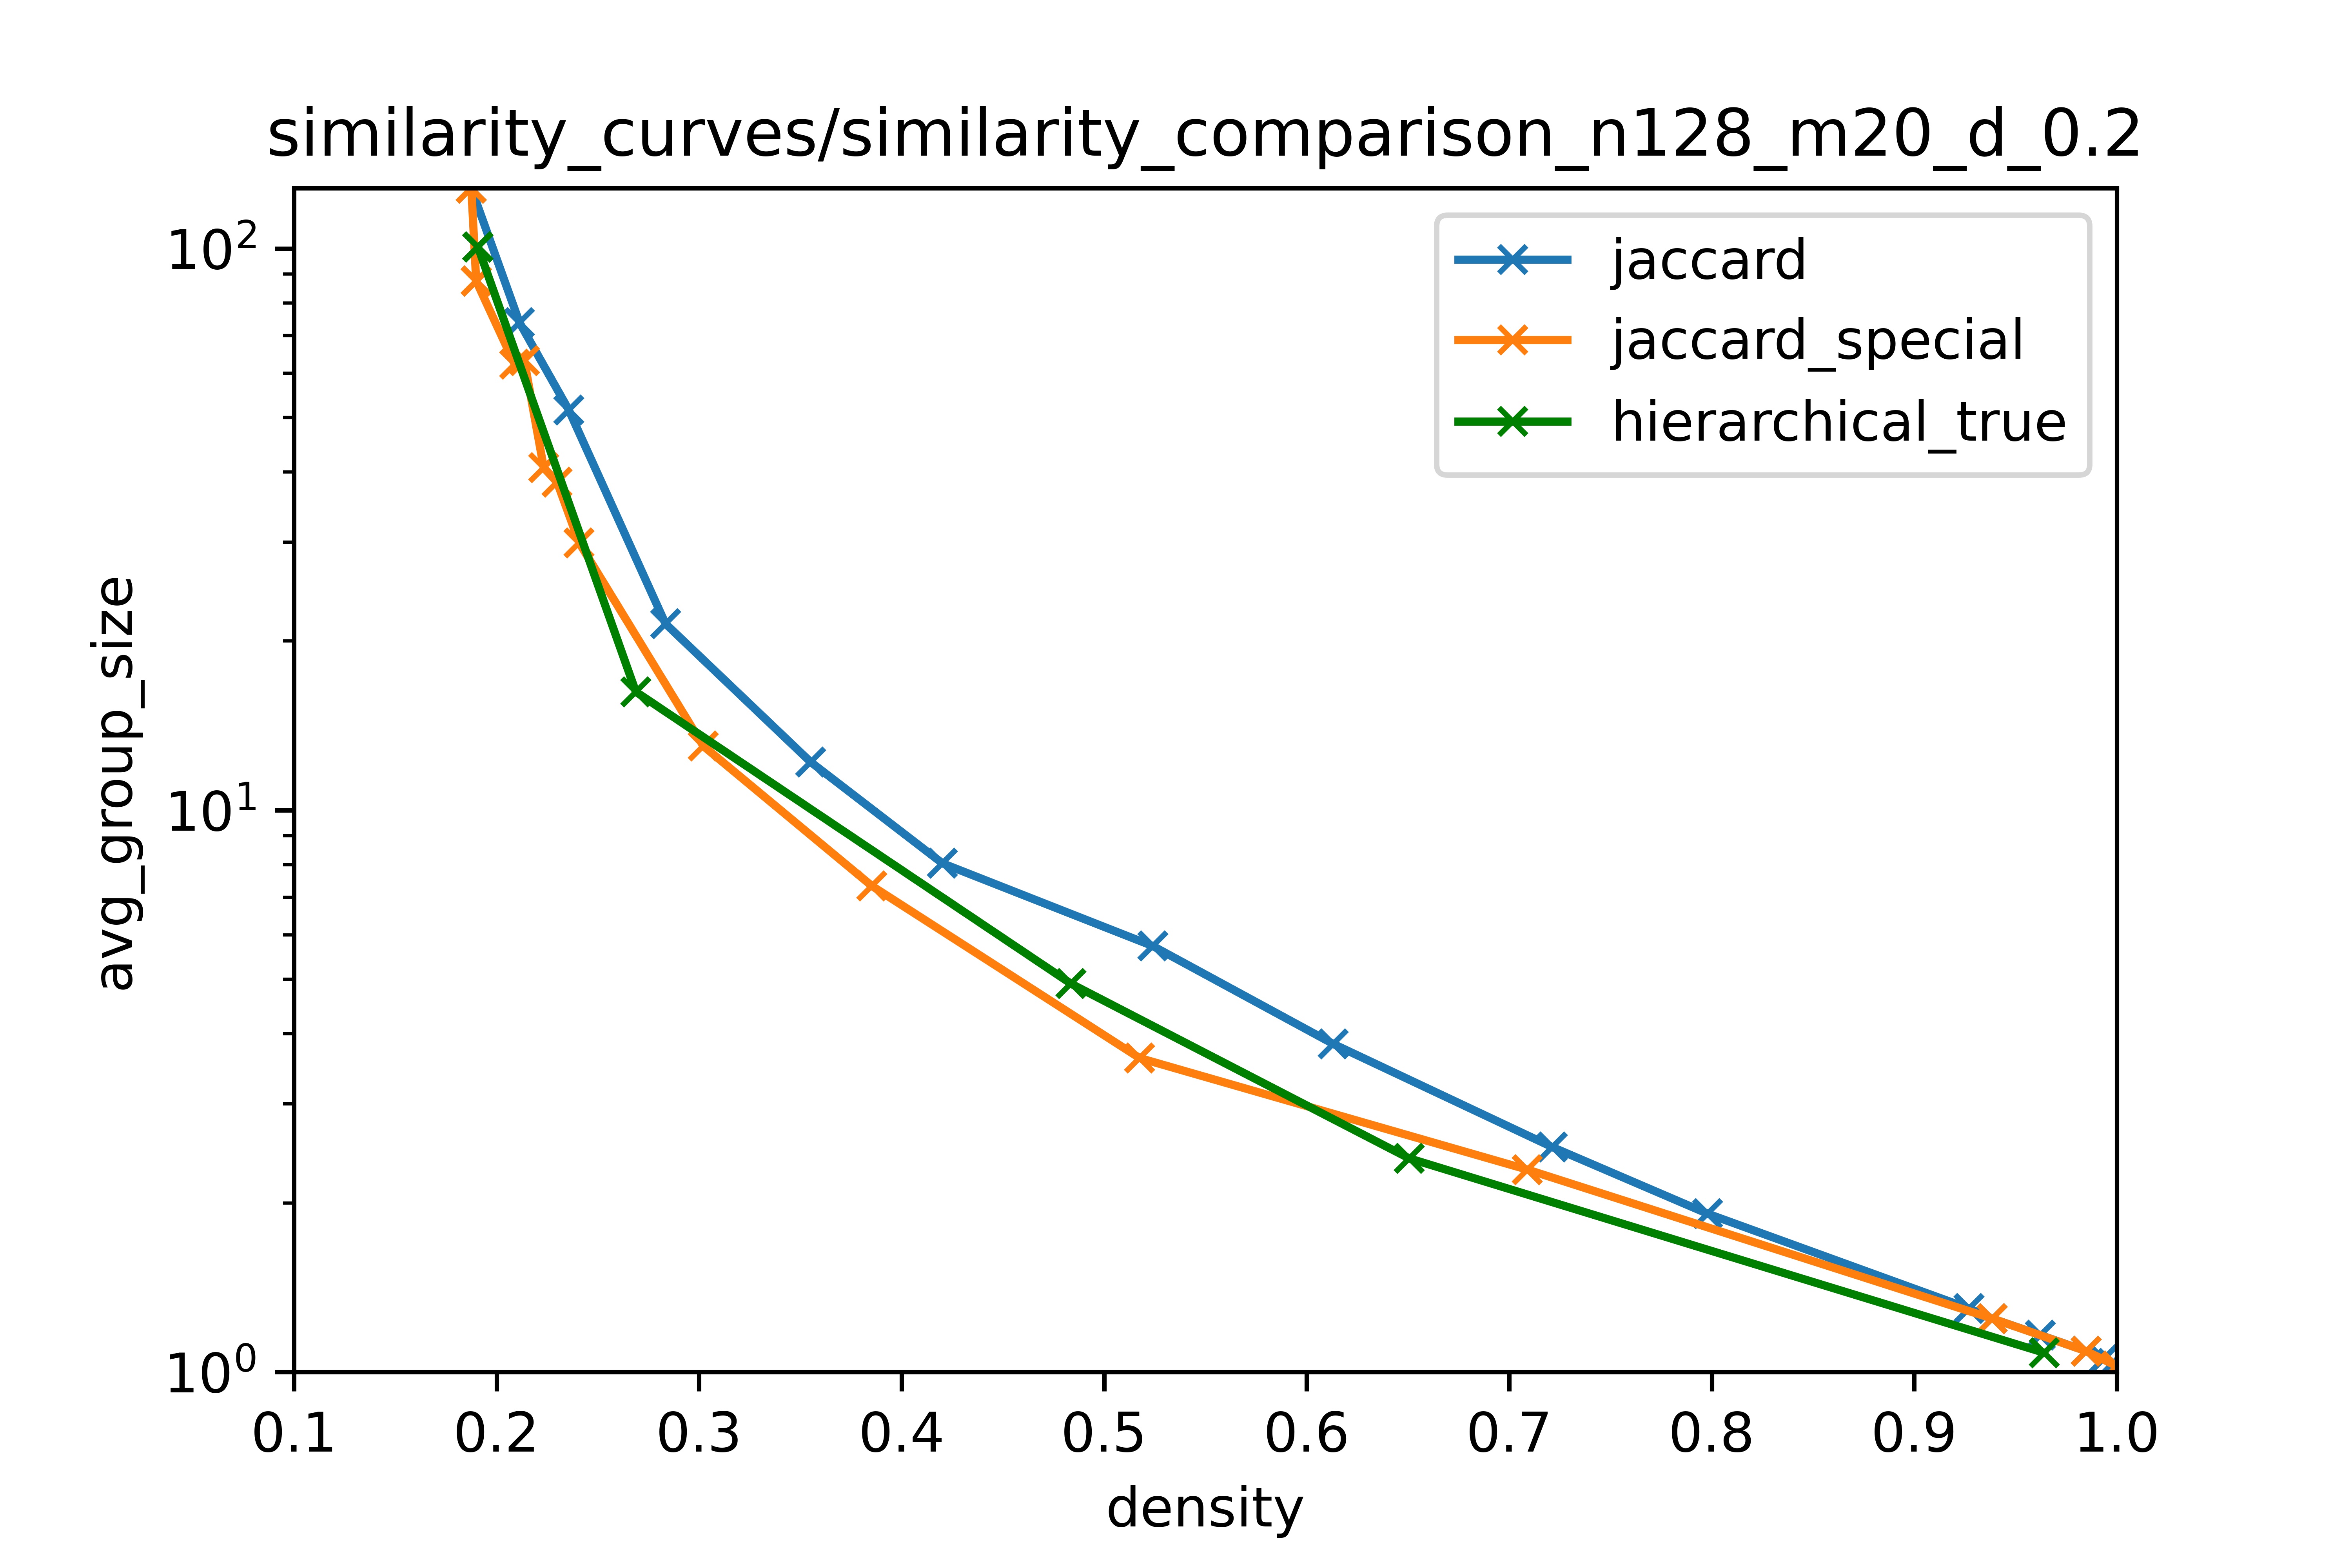 similarity_curves/similarity_comparison_n128_m20_d_0.2
10²
10¹
10⁰
avg_group_size
jaccard
jaccard_special
hierarchical_true
0.1 0.2 0.3 0.4 0.5 0.6 0.7 0.8 0.9 1.0
density